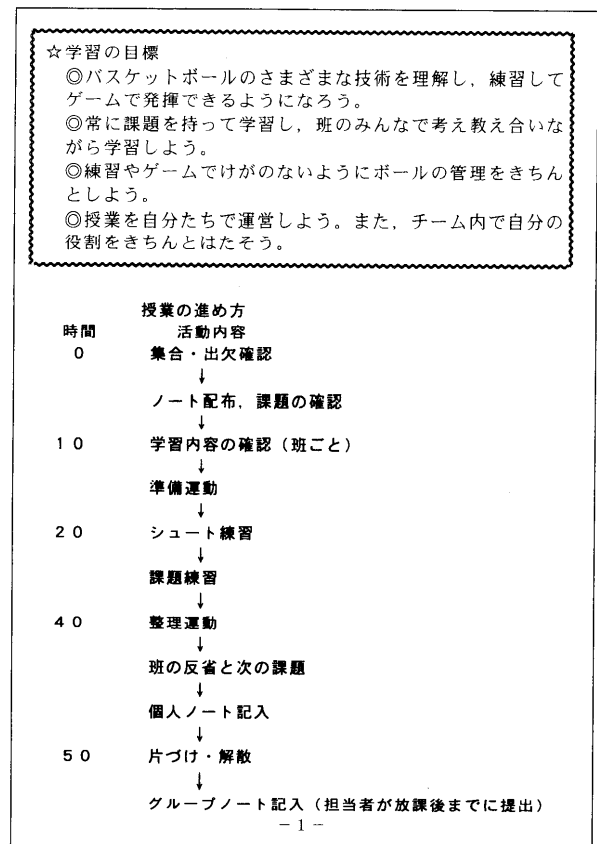 ☆学習の目標
◎バスケットボールのさまざまな技術を理解し，練習して
ゲームで発揮できるようになろう。
◎常に課題を持って学習し，班のみんなで考え教え合いな
がら学習しよう。
◎練習やゲームでけがのないようにボールの管理をきちん
としよう。
◎授業を自分たちで運営しよう。また，チーム内で自分の
役割をきちんとはたそう。
授業の進め方
時間 活動内容
0 集合・出欠確認
↓
ノート配布，課題の確認
↓
10 学習内容の確認（班ごと）
↓
準備運動
↓
20 シュート練習
↓
課題練習
↓
40 整理運動
↓
班の反省と次の課題
↓
個人ノート記入
↓
50 片づけ・解散
↓
グループノート記入（担当者が放課後までに提出）
－1－